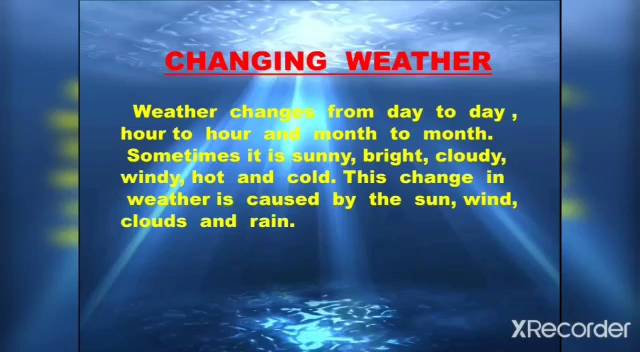 CHANGING WEATHER
Weather changes from day to day ,
hour to hour and month to month.
Sometimes it is sunny, bright, cloudy,
windy, hot and cold. This change in
weather is caused by the sun, wind,
clouds and rain.
XRecorder